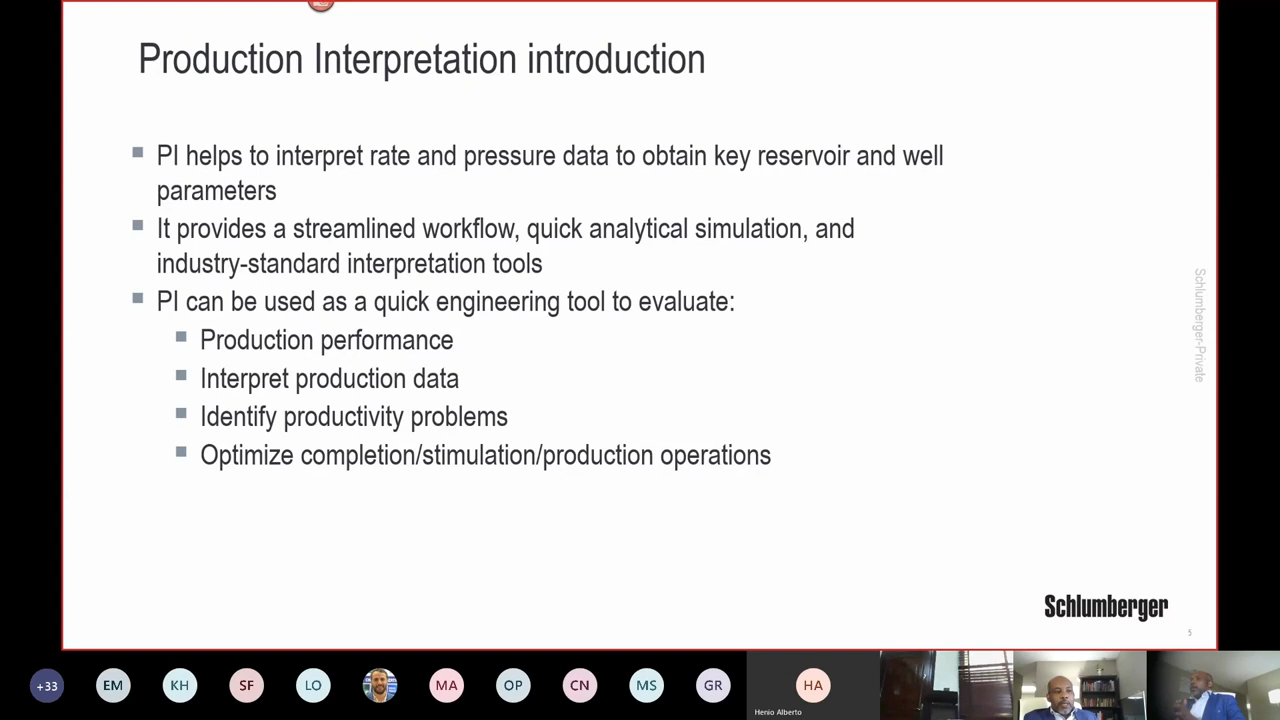 Production Interpretation introduction
PI helps to interpret rate and pressure data to obtain key reservoir and well
parameters
It provides a streamlined workflow, quick analytical simulation, and
industry-standard interpretation tools
PI can be used as a quick engineering tool to evaluate:
Production performance
Interpret production data
Identify productivity problems
Optimize completion/stimulation/production operations
Schlumberger-Private
Schlumberger
5
+33
EM
KH
SF
LO
MA
OP
CN
MS
GR
HA
Henio Alberto